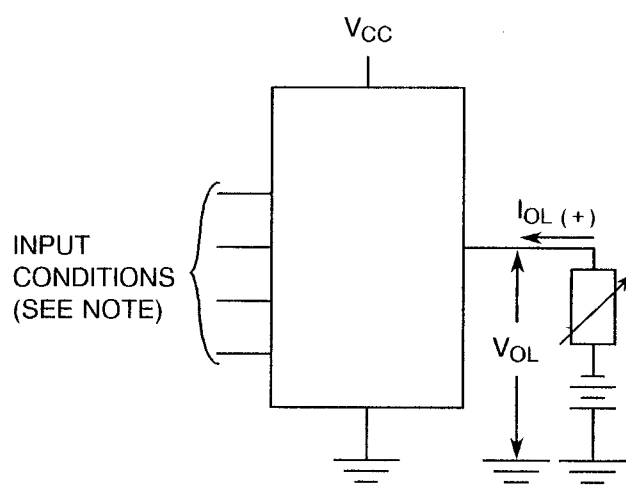 VCC
IOL (+)
INPUT
CONDITIONS
(SEE NOTE)
VOL